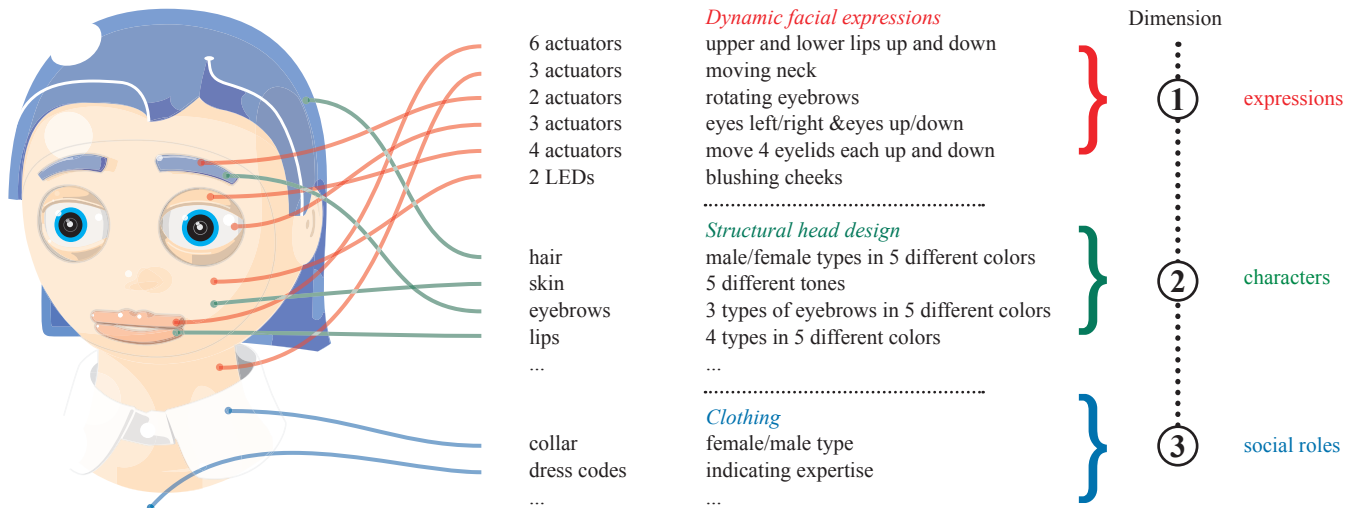 Dynamic facial expressions Dimension
6 actuators upper and lower lips up and down
3 actuators moving neck
2 actuators rotating eyebrows 1 expressions
3 actuators eyes left/right &eyes up/down
4 actuators move 4 eyelids each up and down
2 LEDs blushing cheeks
Structural head design
hair male/female types in 5 different colors
skin 5 different tones 2 characters
eyebrows 3 types of eyebrows in 5 different colors
lips 4 types in 5 different colors
... ...
Clothing
collar female/male type 3 social roles
dress codes indicating expertise
... ...